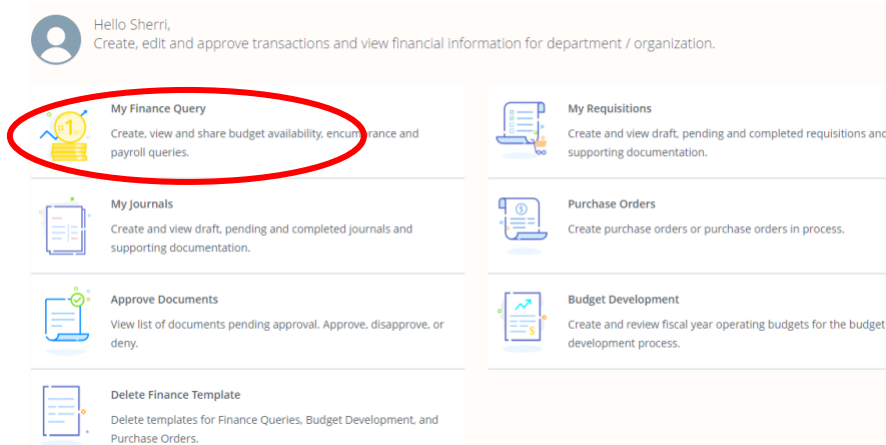 Hello Sherri,
Create, edit and approve transactions and view financial information for department / organization.
My Finance Query
Create, view and share budget availability, encumbrance and
payroll queries.
My Requisitions
Create and view draft, pending and completed requisitions and
supporting documentation.
My Journals
Create and view draft, pending and completed journals and
supporting documentation.
Purchase Orders
Create purchase orders or purchase orders in process.
Approve Documents
View list of documents pending approval. Approve, disapprove, or
deny.
Budget Development
Create and review fiscal year operating budgets for the budget
development process.
Delete Finance Template
Delete templates for Finance Queries, Budget Development, and
Purchase Orders.